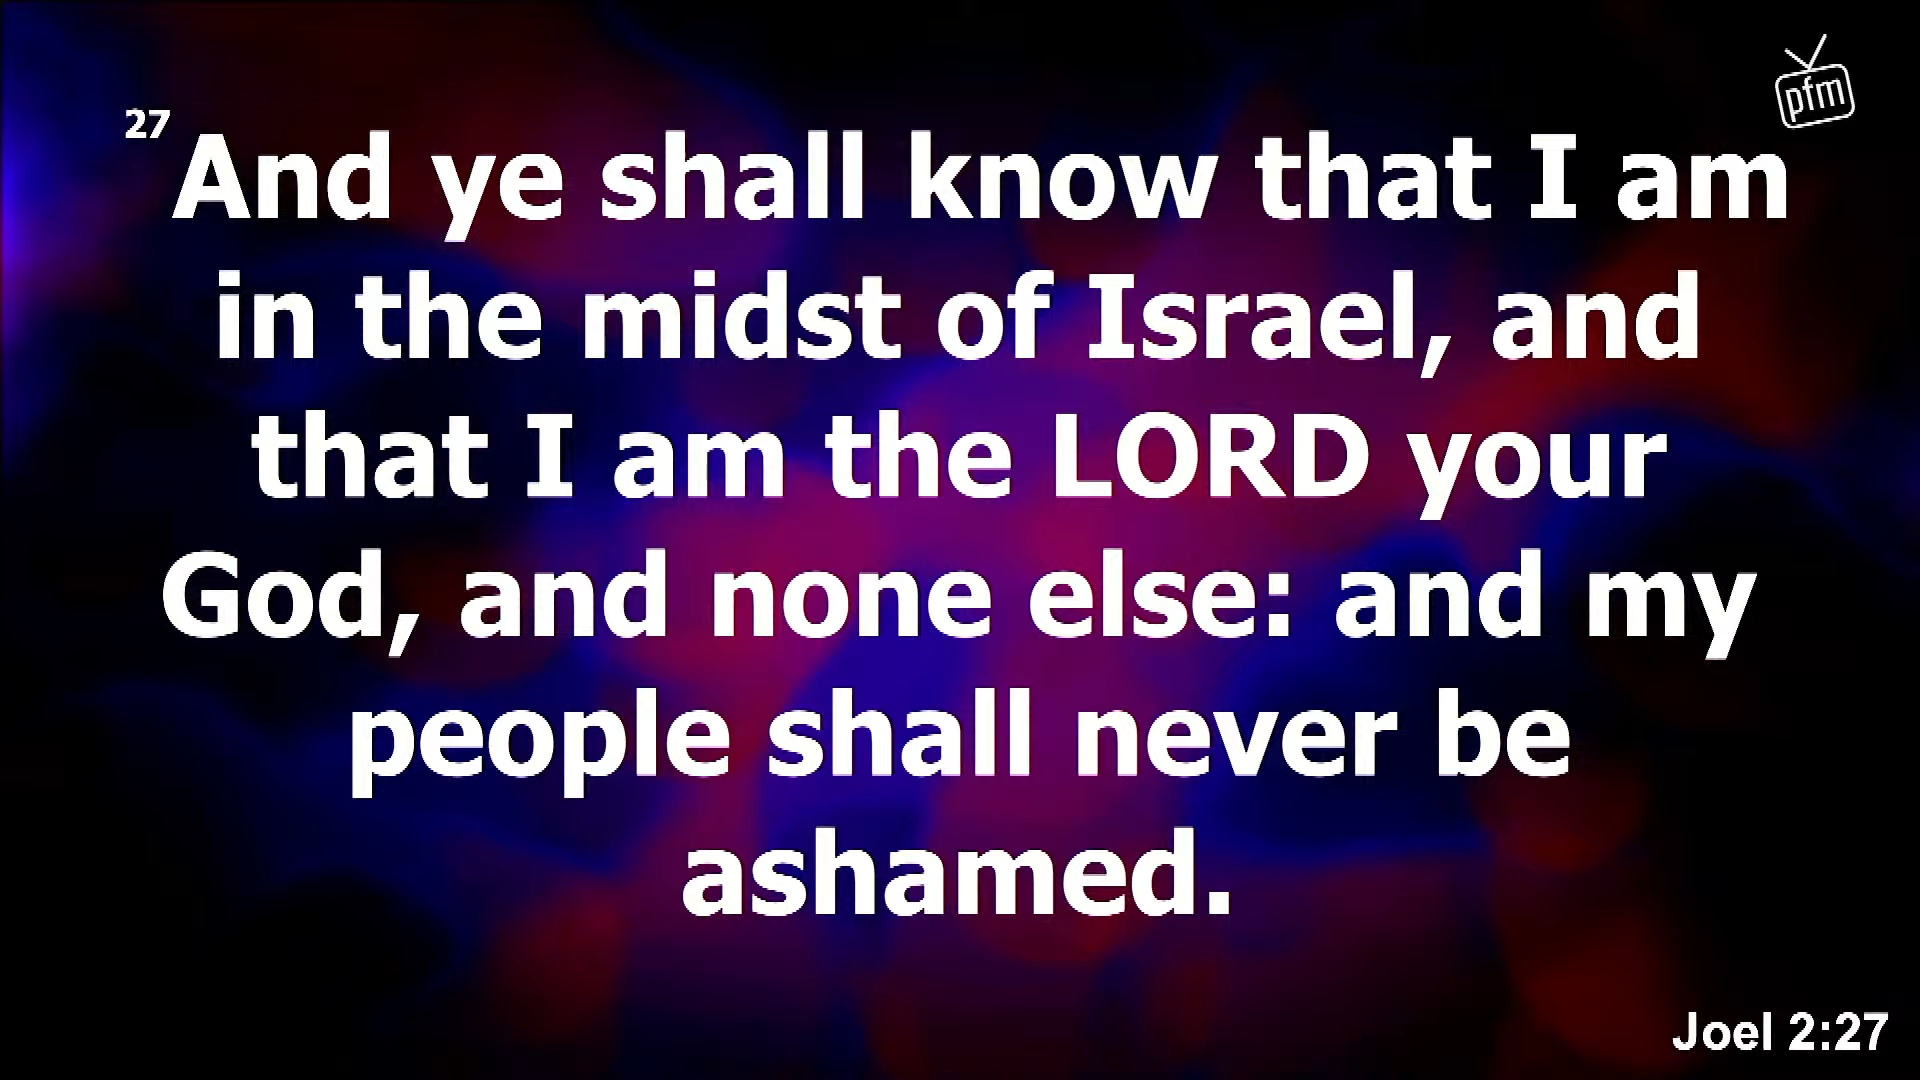 pfm
27 And ye shall know that I am
in the midst of Israel, and
that I am the LORD your
God, and none else: and my
people shall never be
ashamed.
Joel 2:27